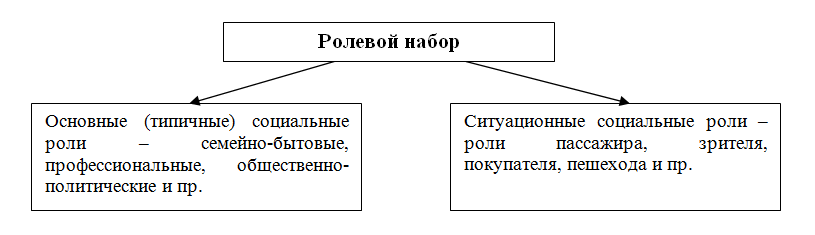 Ролевой набор
Основные (типичные) социальные
роли – семейно-бытовые,
профессиональные, общественно-
политические и пр.
Ситуационные социальные роли –
роли пассажира, зрителя,
покупателя, пешехода и пр.